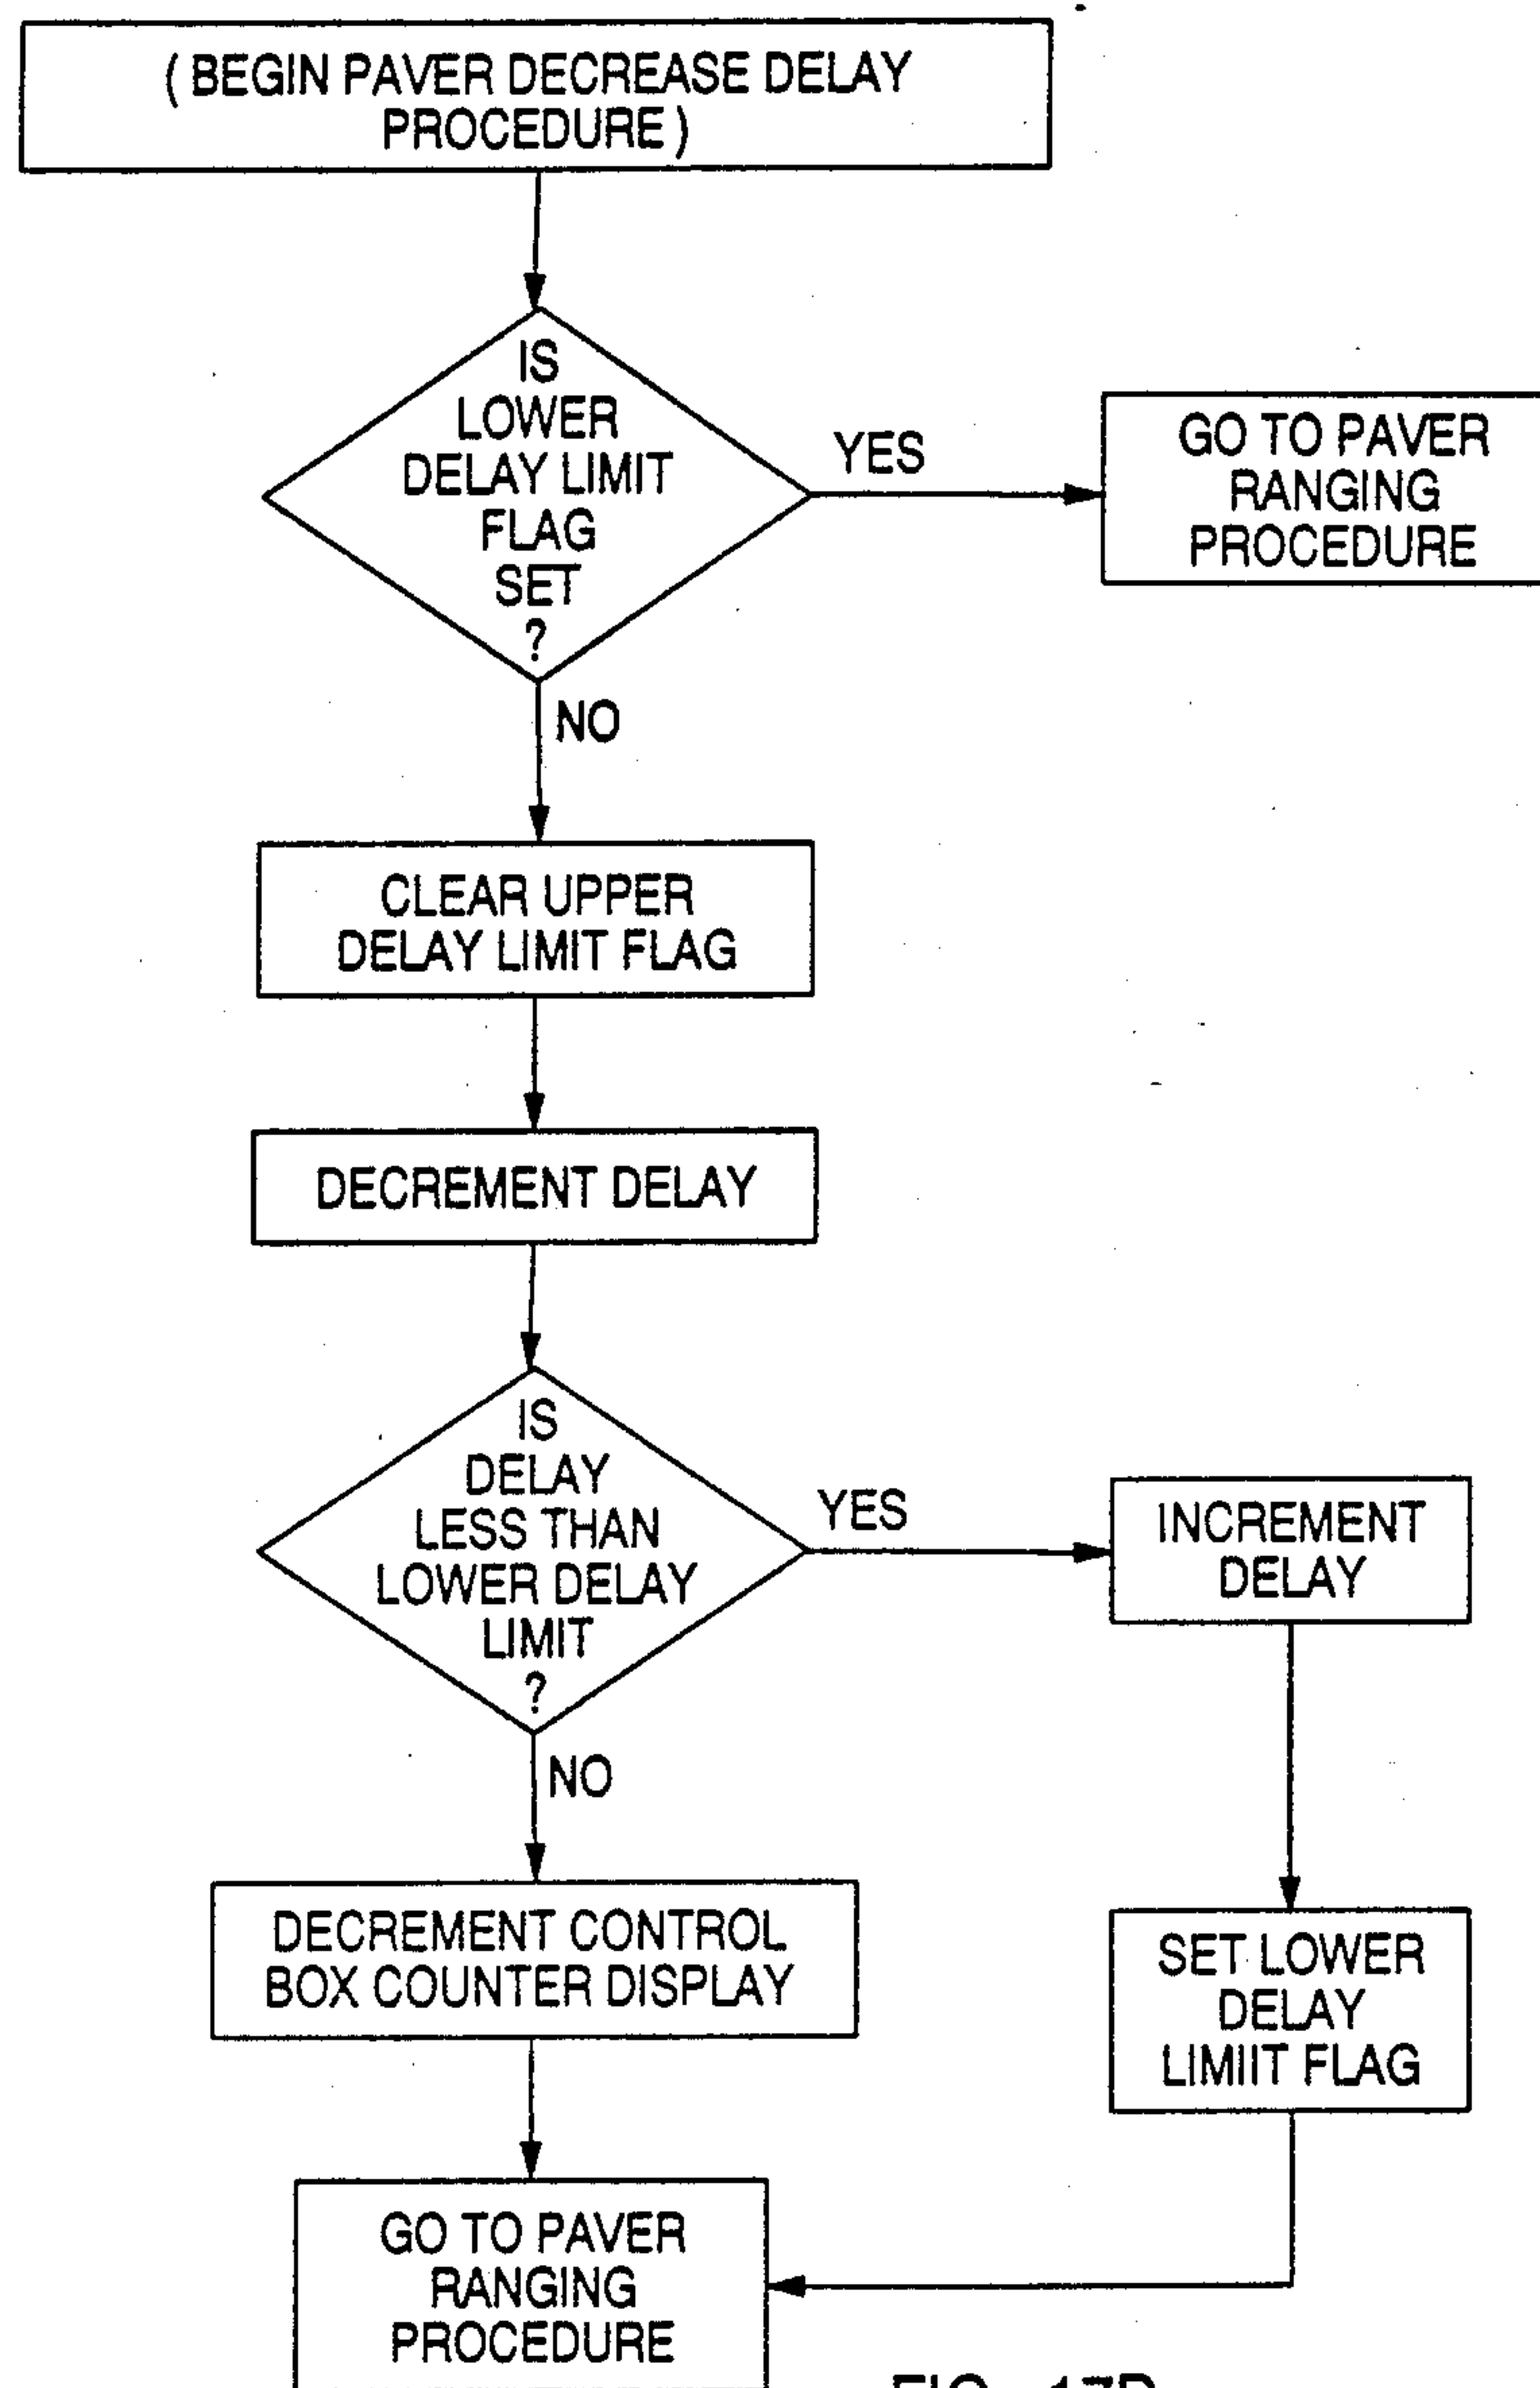 ( BEGIN PAVER DECREASE DELAY
PROCEDURE )
IS
LOWER
DELAY LIMIT
FLAG
SET
?
YES
GO TO PAVER
RANGING
PROCEDURE
NO
CLEAR UPPER
DELAY LIMIT FLAG
DECREMENT DELAY
IS
DELAY
LESS THAN
LOWER DELAY
LIMIT
?
YES
INCREMENT
DELAY
NO
DECREMENT CONTROL
BOX COUNTER DISPLAY
SET LOWER
DELAY
LIMIIT FLAG
GO TO PAVER
RANGING
PROCEDURE